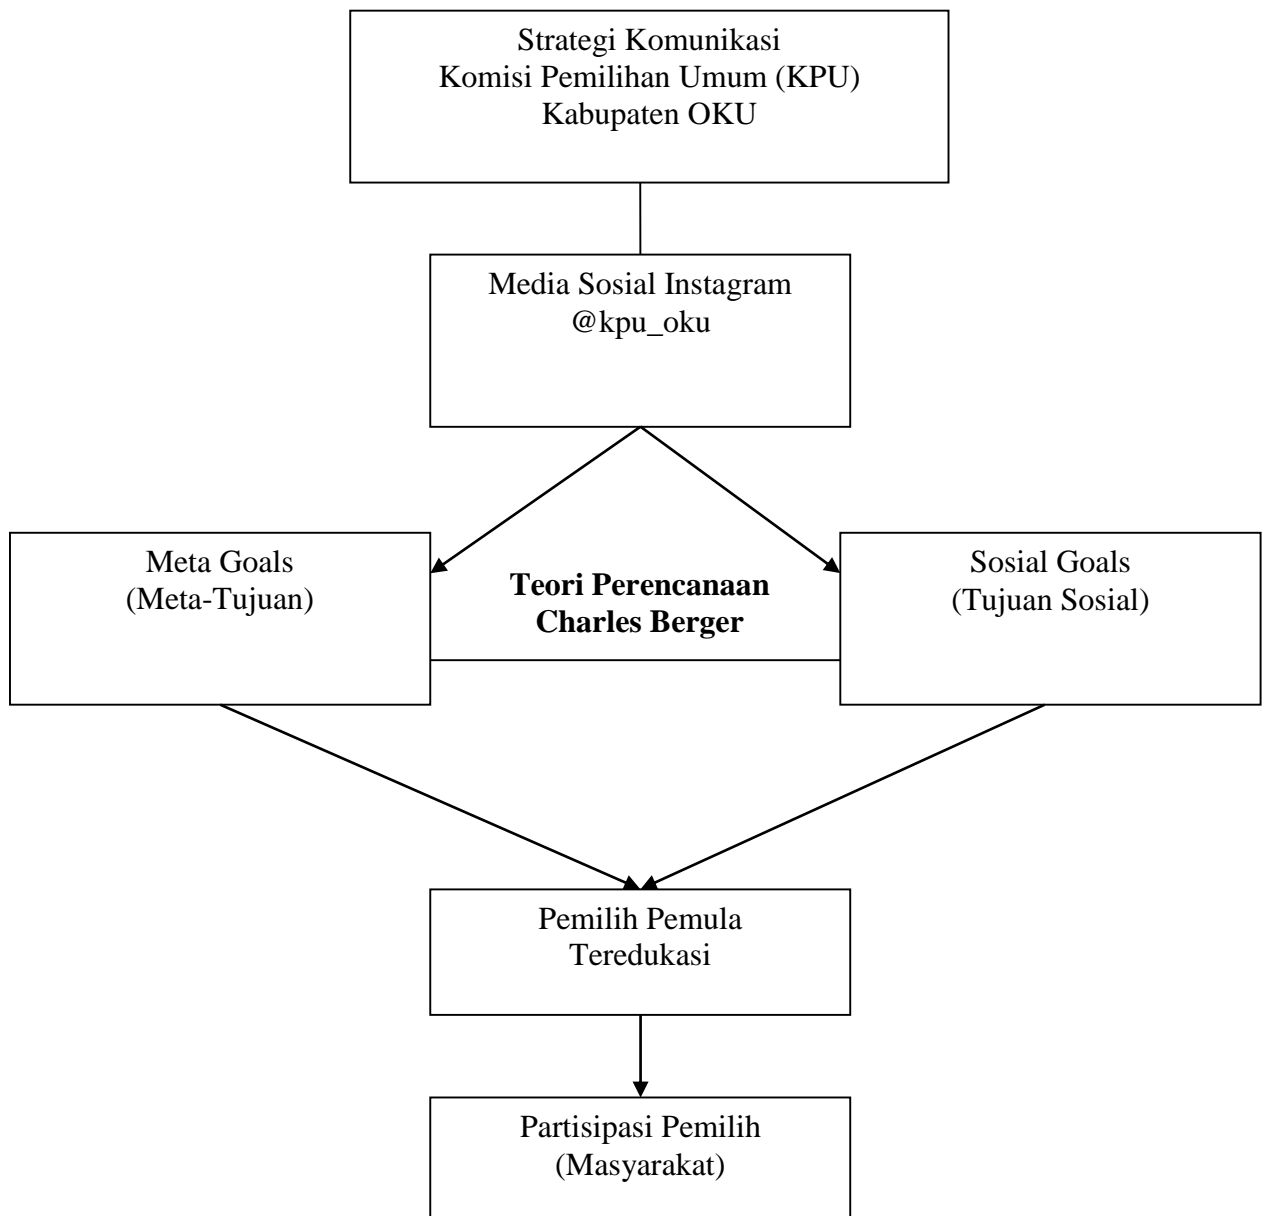 Strategi Komunikasi
Komisi Pemilihan Umum (KPU)
Kabupaten OKU
Media Sosial Instagram
@kpu_oku
Meta Goals
(Meta-Tujuan)
Teori Perencanaan
Charles Berger
Sosial Goals
(Tujuan Sosial)
Pemilih Pemula
Teredukasi
Partisipasi Pemilih
(Masyarakat)